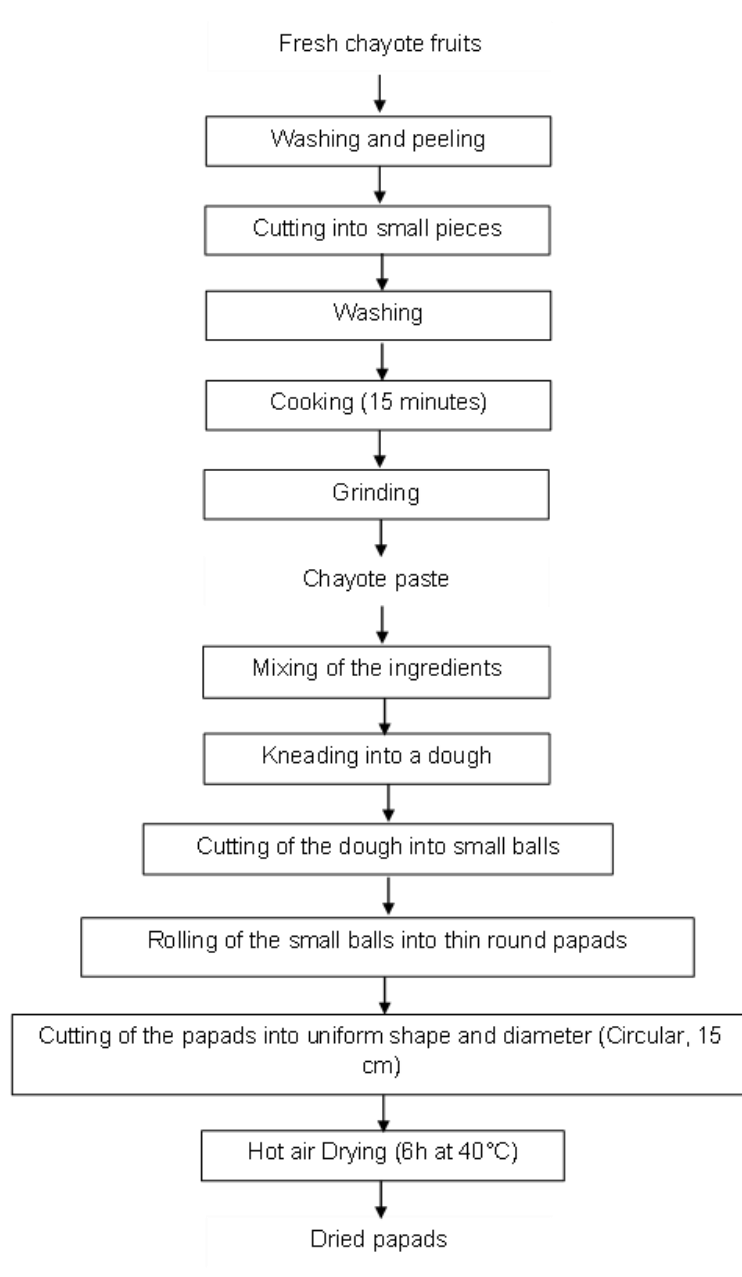 Fresh chayote fruits
Washing and peeling
Cutting into small pieces
Washing
Cooking (15 minutes)
Grinding
Chayote paste
Mixing of the ingredients
Kneading into a dough
Cutting of the dough into small balls
Rolling of the small balls into thin round papads
Cutting of the papads into uniform shape and diameter (Circular, 15
cm)
Hot air Drying (6h at 40°C)
Dried papads